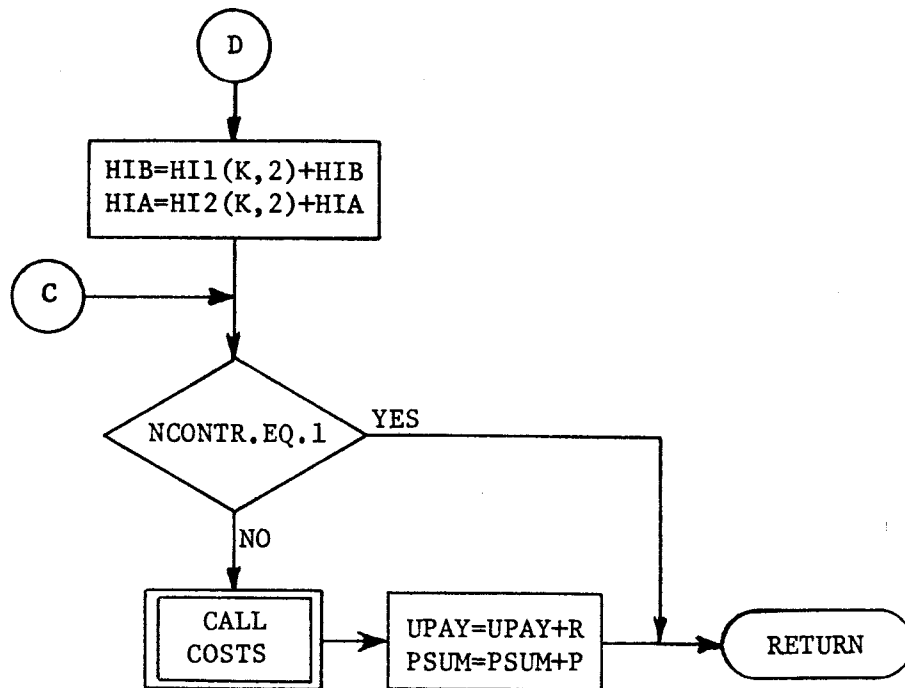 D
HIB=HI1(K,2)+HIB
HIA=HI2(K,2)+HIA
C
NCONTR.EQ.1
YES
NO
CALL
COSTS
UPAY=UPAY+R
PSUM=PSUM+P
RETURN